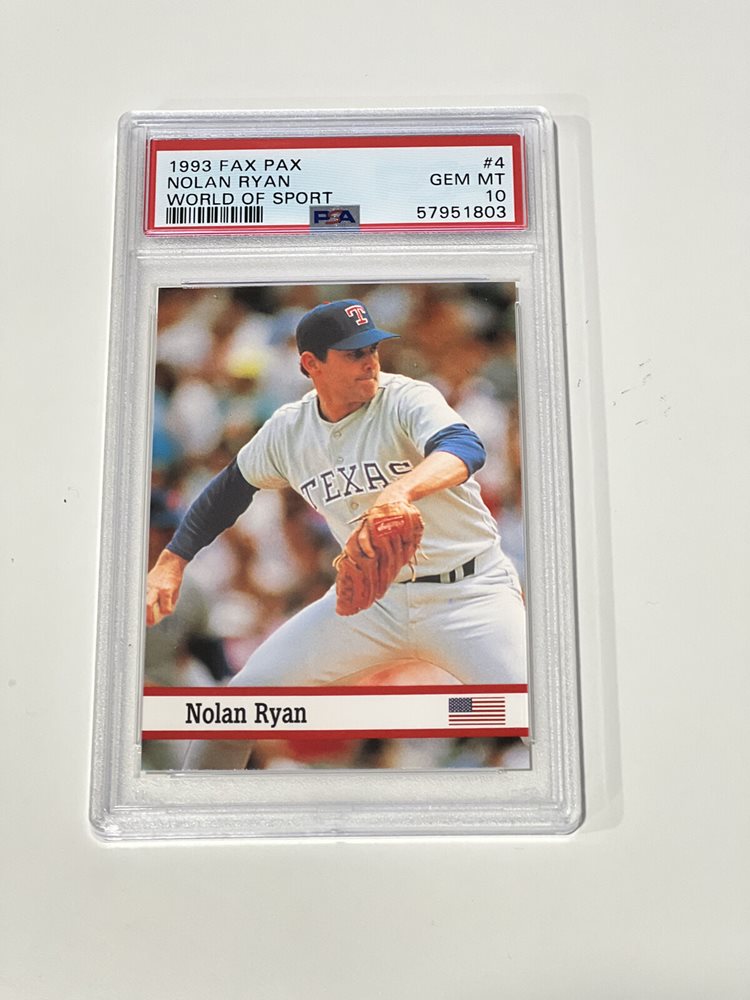 1993 FAX PAX #4
NOLAN RYAN GEM MT
WORLD OF SPORT 10
PSA 57951803
T
TEXAS
Nolan Ryan